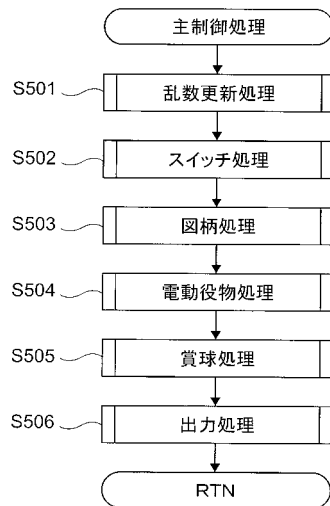 主制御処理
S501 乱数更新処理
S502 スイッチ処理
S503 図柄処理
S504 電動役物処理
S505 賞球処理
S506 出力処理
RTN